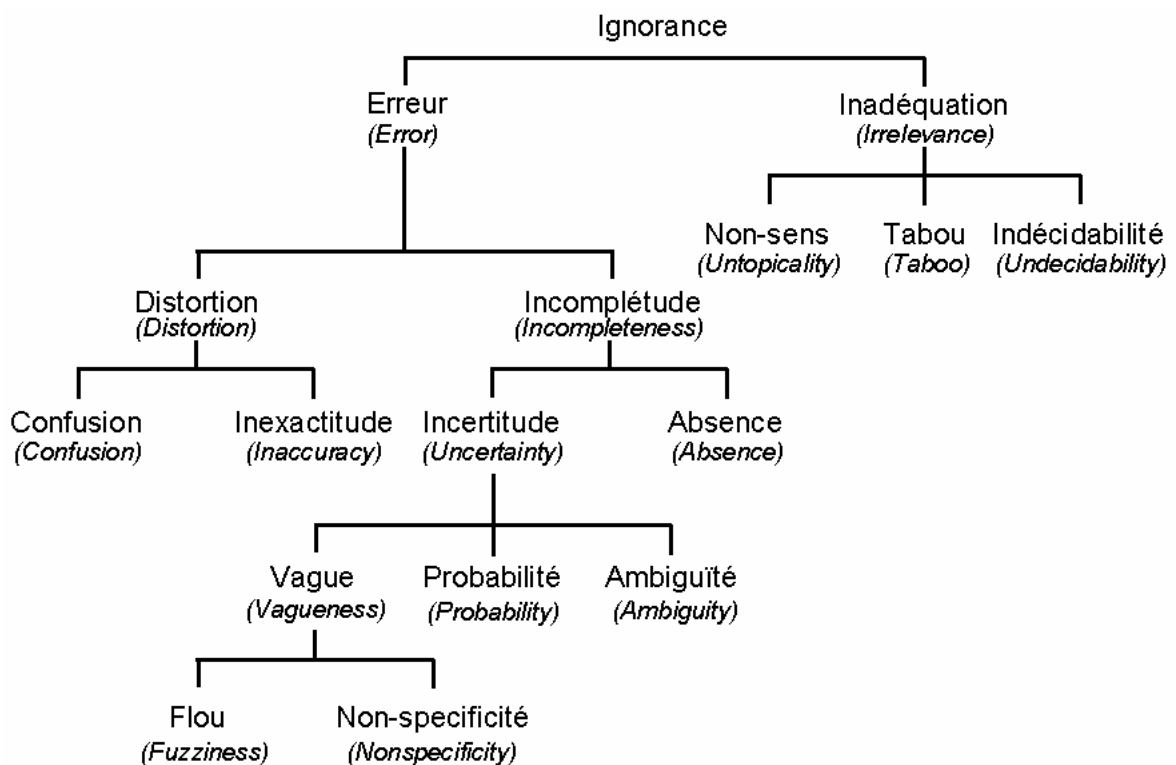 Ignorance
Erreur
(Error)
Inadéquation
(Irrelevance)
Non-sens
(Untopicality)
Tabou
(Taboo)
Indécidabilité
(Undecidability)
Distortion
(Distortion)
Incomplétude
(Incompleteness)
Confusion
(Confusion)
Inexactitude
(Inaccuracy)
Incertitude
(Uncertainty)
Absence
(Absence)
Vague
(Vagueness)
Probabilité
(Probability)
Ambiguïté
(Ambiguity)
Flou
(Fuzziness)
Non-specificité
(Nonspecificity)